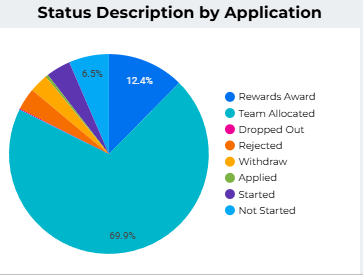 Status Description by Application
6.5%
12.4%
69.9%
Rewards Award
Team Allocated
Dropped Out
Rejected
Withdraw
Applied
Started
Not Started